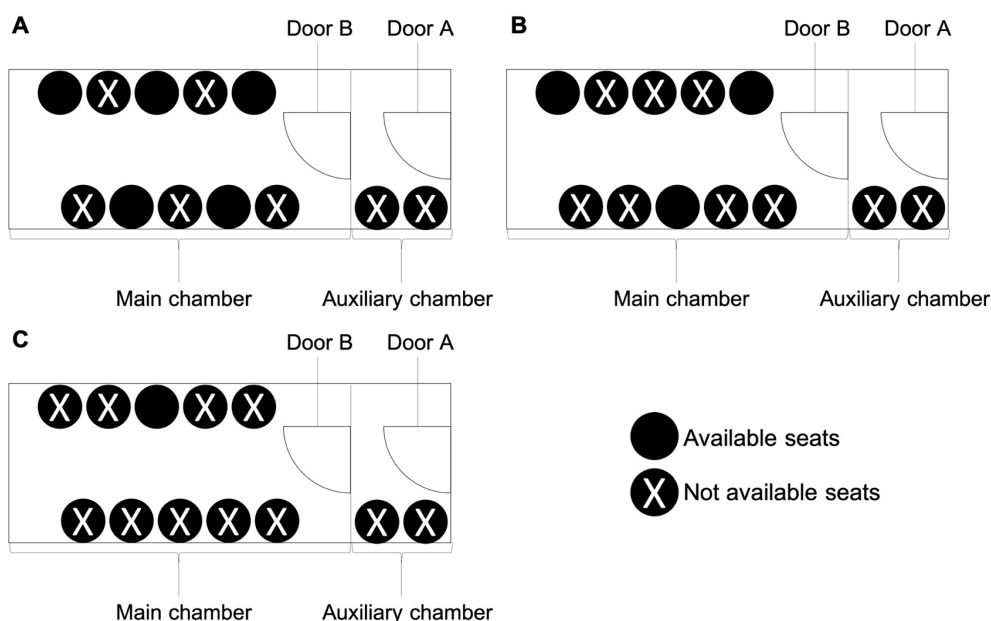 A
Door B Door A
X X
X X X X X
Main chamber Auxiliary chamber
B
Door B Door A
X X X
X X X X X X
Main chamber Auxiliary chamber
C
Door B Door A
X X X X
X X X X X X X
Main chamber Auxiliary chamber
Available seats
X Not available seats